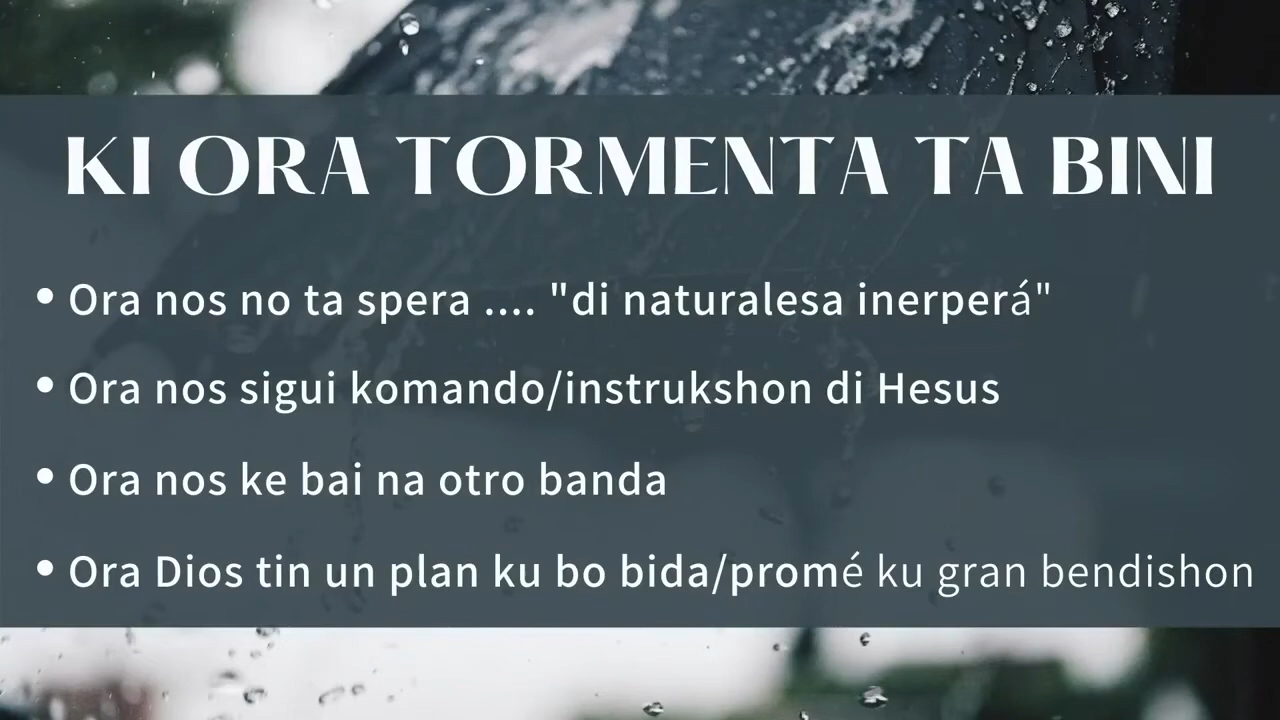 KI ORA TORMENTA TA BINI
• Ora nos no ta spera .... "di naturalesa inerperá"
• Ora nos sigui komando/instrukshon di Hesus
• Ora nos ke bai na otro banda
• Ora Dios tin un plan ku bo bida/promé ku gran bendishon